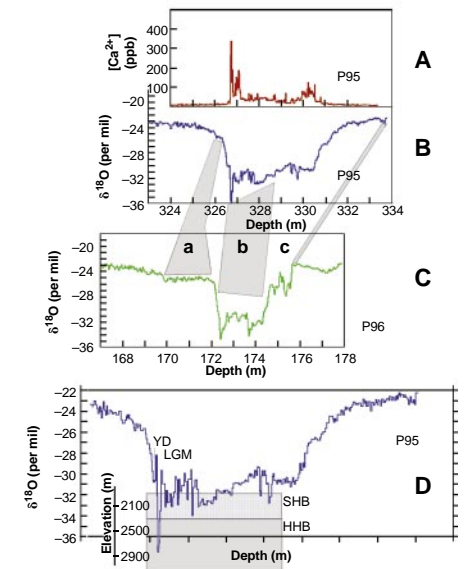 [Ca2+]
(ppb)
400
300
200
100
P95
A
−20
−24
−28
−32
−36
δ18O (per mil)
P95
B
324 326 328 330 332 334
Depth (m)
a b c
−20
−24
−28
−32
−36
δ18O (per mil)
C
P96
168 170 172 174 176 178
Depth (m)
−22
−24
−26
−28
−30
−32
−34
−36
δ18O (per mil)
YD
LGM
P95
D
SHB
HHB
Elevation (m)
2100
2500
2900
Depth (m)